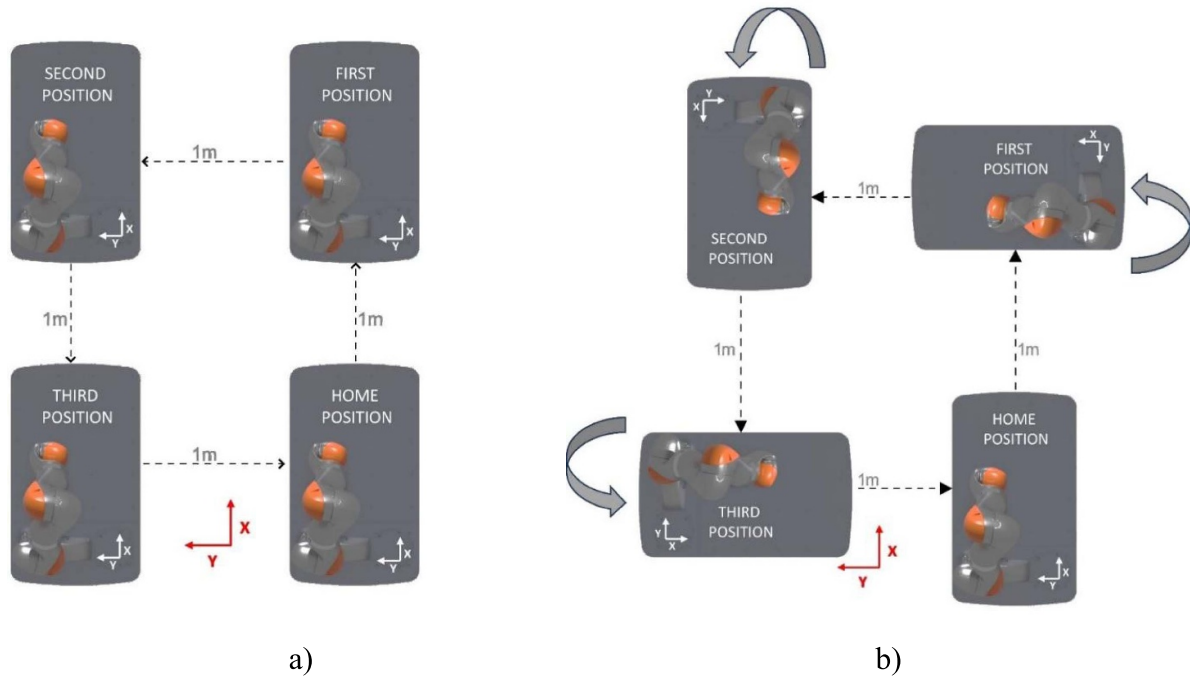 SECOND
POSITION
FIRST
POSITION
1m
X
Y
X
Y
1m
1m
THIRD
POSITION
HOME
POSITION
1m
X
Y
X
Y
X
Y
a)
Y
X
SECOND
POSITION
1m
X
Y
FIRST
POSITION
1m
1m
Y
X
THIRD
POSITION
1m
HOME
POSITION
X
Y
X
Y
b)